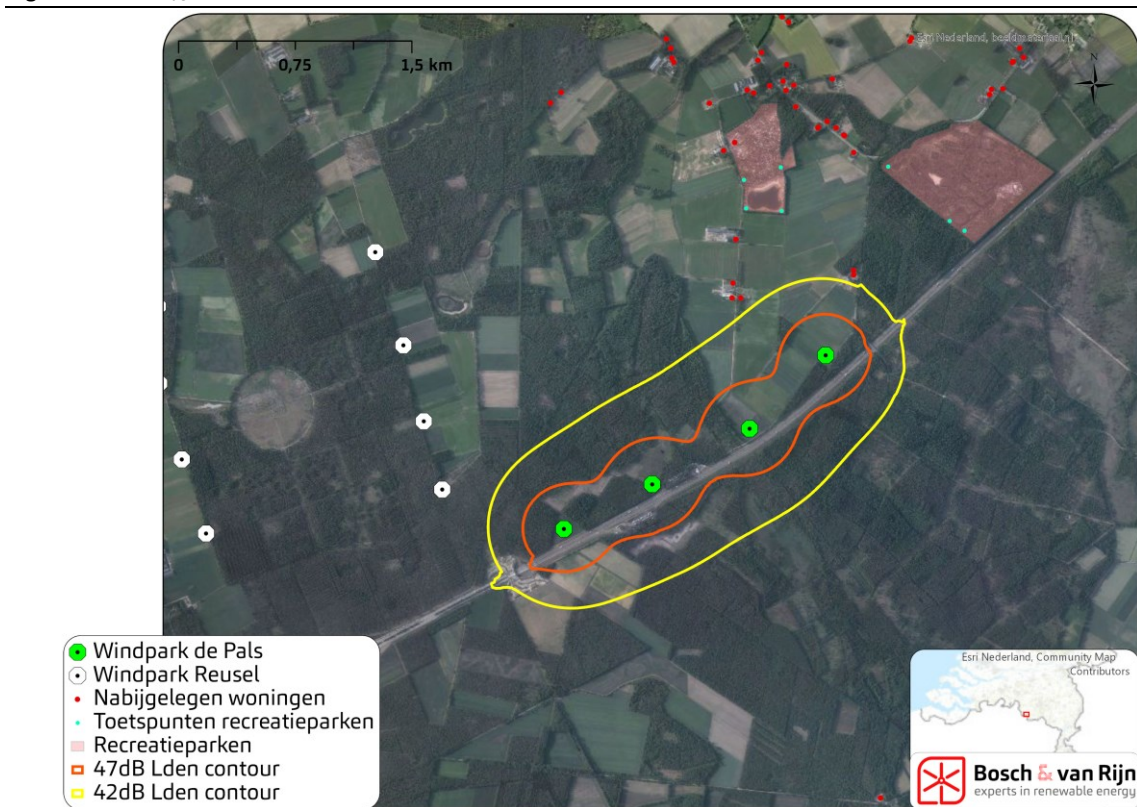 Esri Nederland, beeldmateriaal.nl
N
0 0,75 1,5 km
Windpark de Pals
Windpark Reusel
Nabijgelegen woningen
Toetspunten recreatieparken
Recreatieparken
47dB Lden contour
42dB Lden contour
Esri Nederland, Community Map
Contributors
Bosch & van Rijn
experts in renewable energy